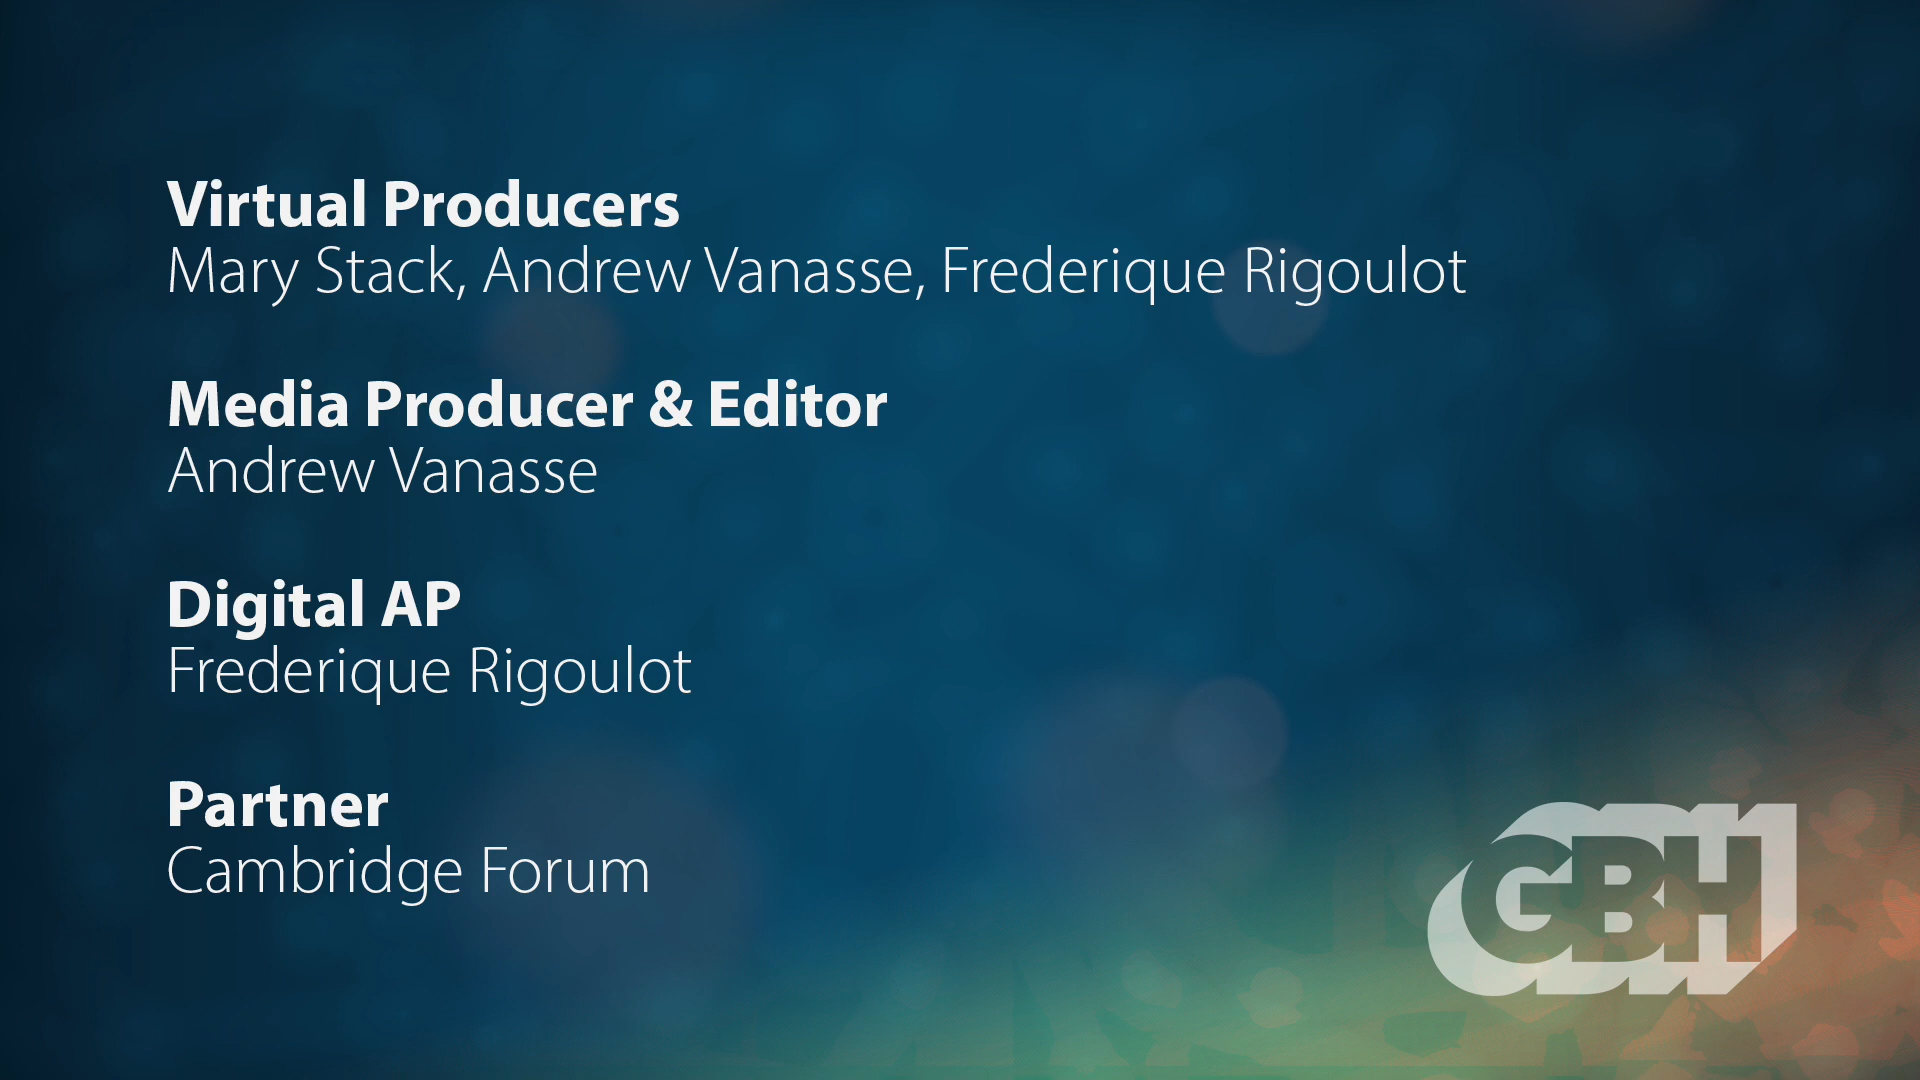 Virtual Producers
Mary Stack, Andrew Vanasse, Frederique Rigoulot
Media Producer & Editor
Andrew Vanasse
Digital AP
Frederique Rigoulot
Partner
Cambridge Forum
GBH